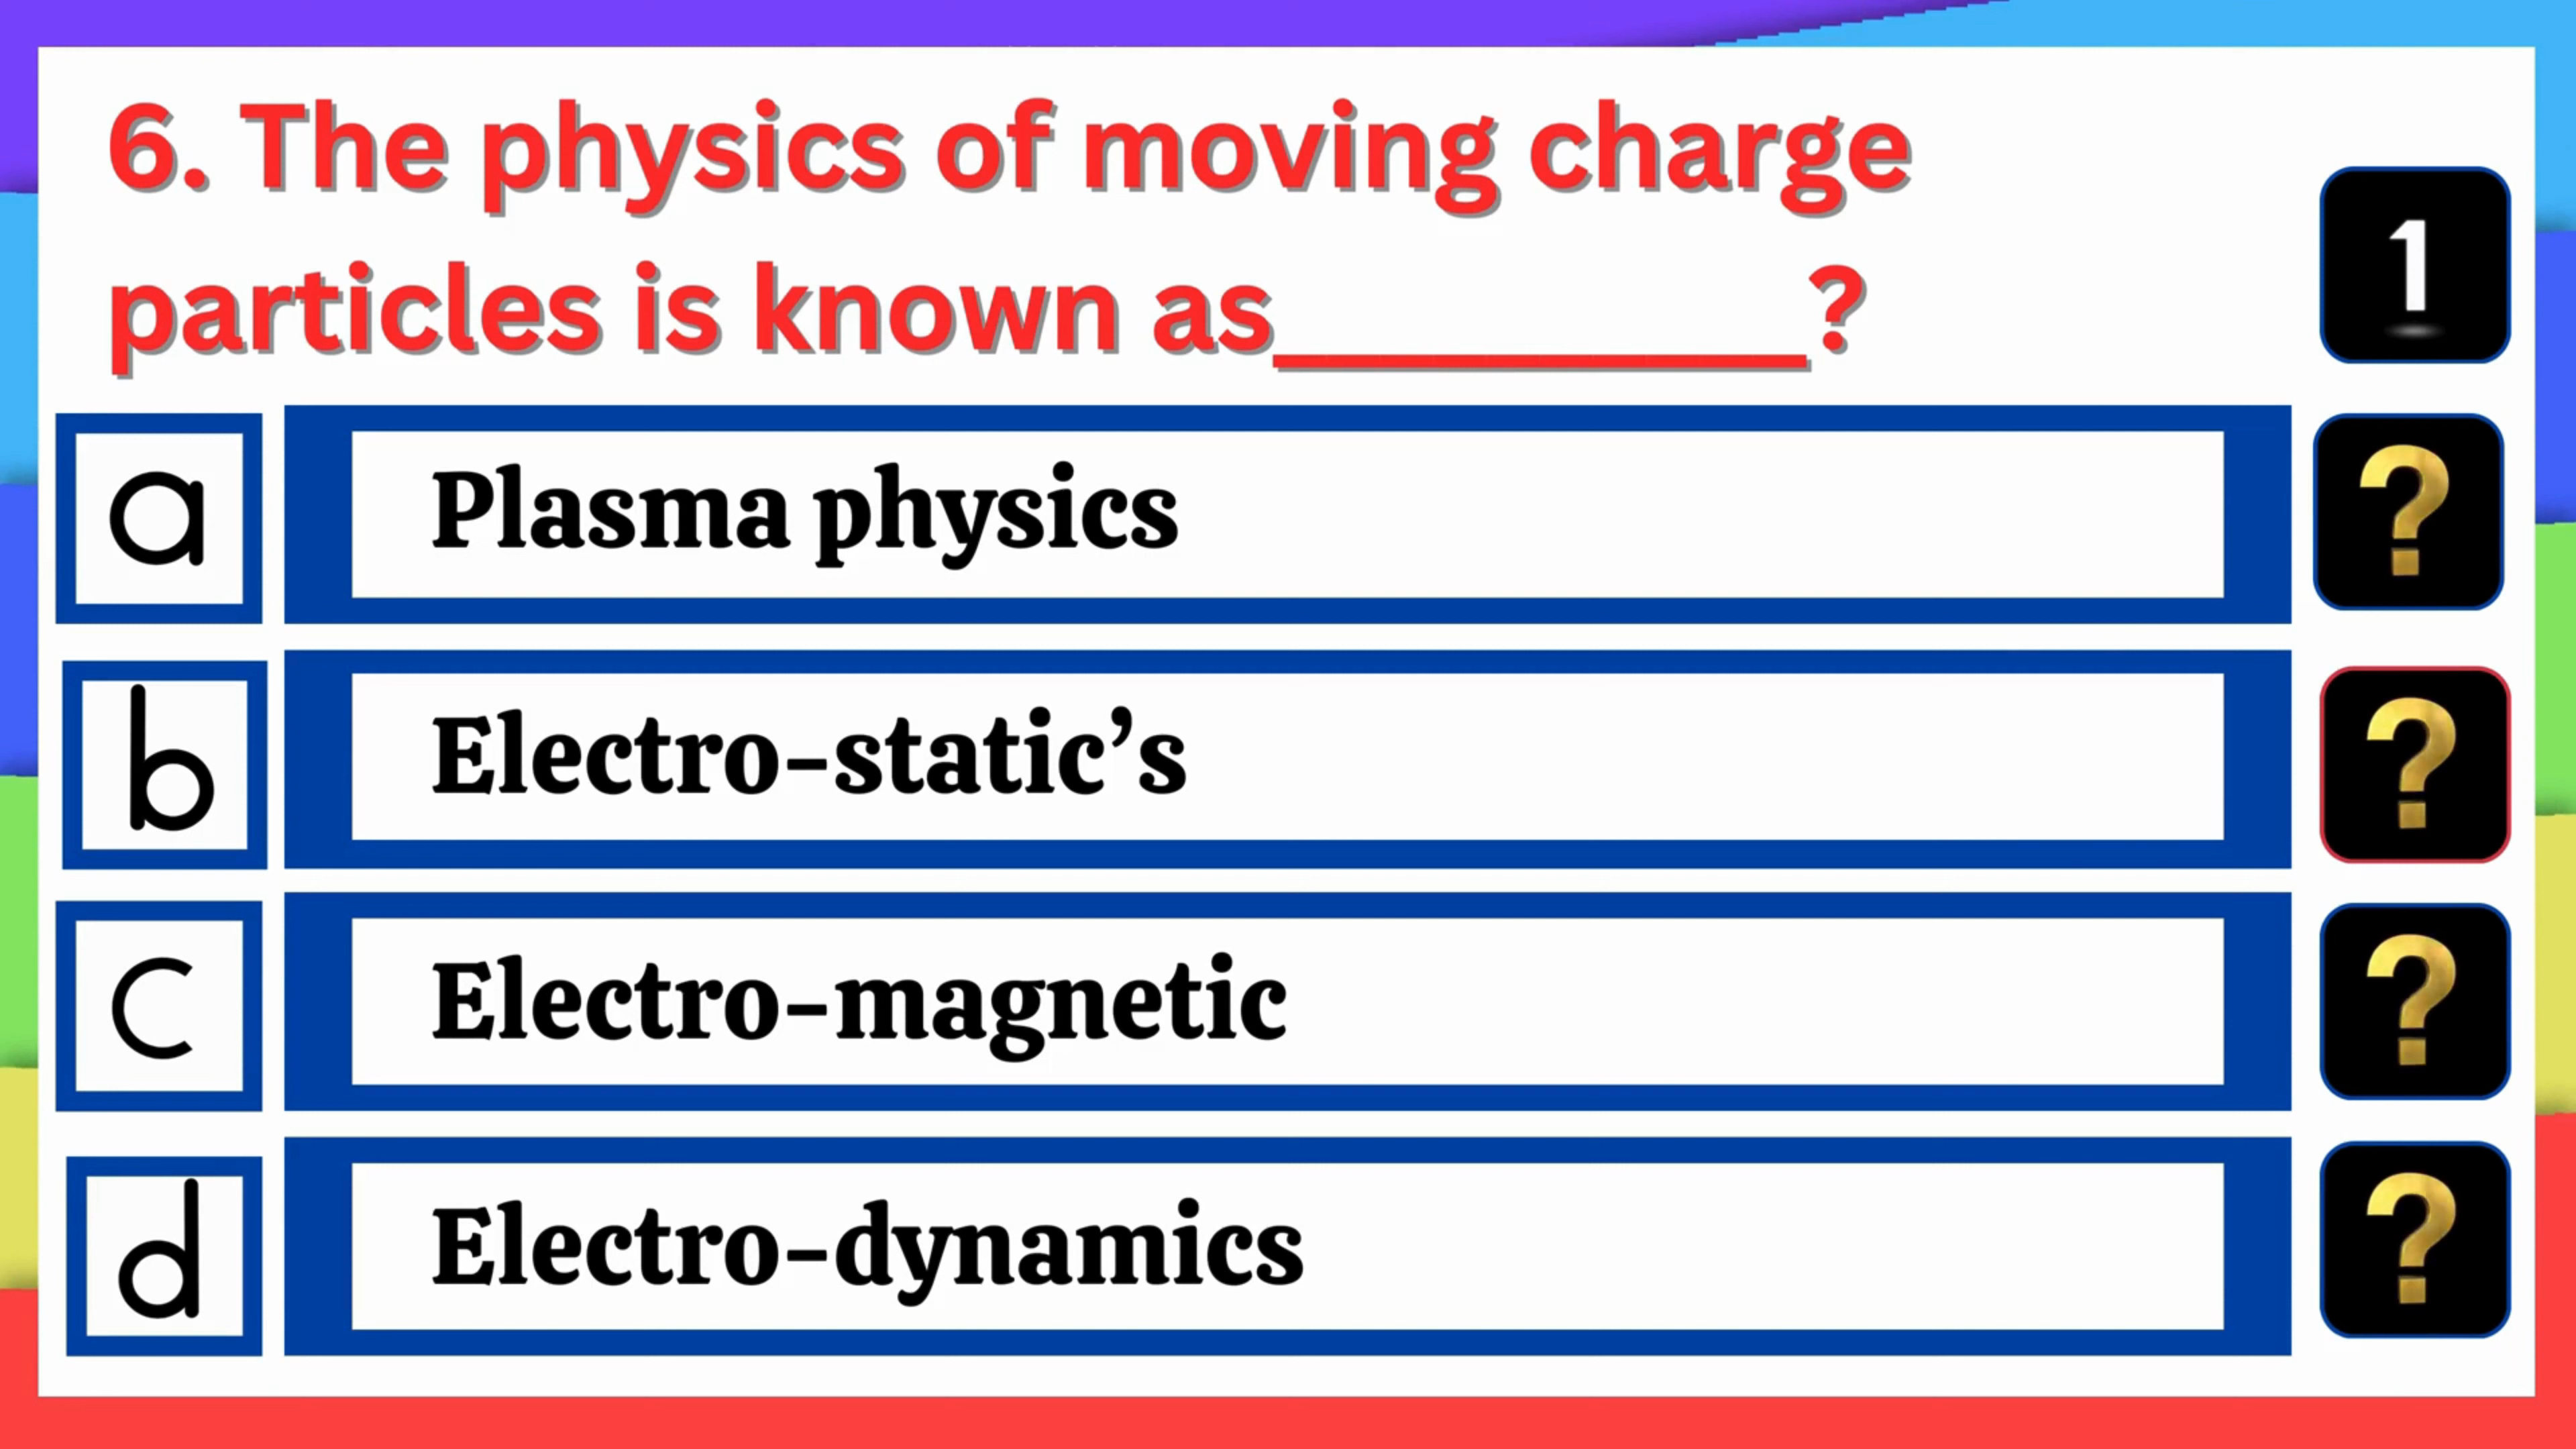 6. The physics of moving charge
particles is known as__________?
1
a
Plasma physics
?
b
Electro-static’s
?
c
Electro-magnetic
?
d
Electro-dynamics
?